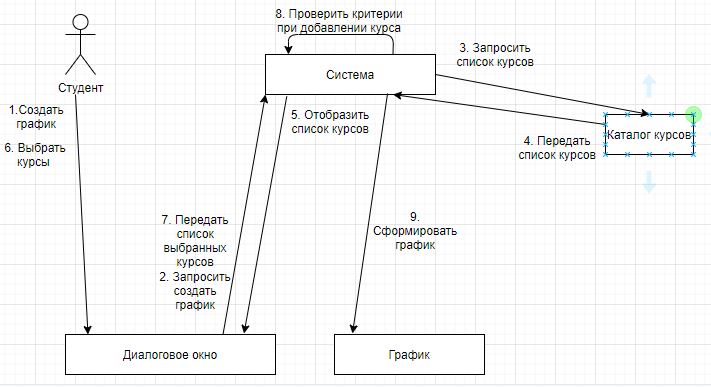 8. Проверить критерии
при добавлении курса
3. Запросить
список курсов
Система
Студент
1.Создать
график
5. Отобразить
список курсов
Каталог курсов
6. Выбрать
курсы
4. Передать
список курсов
7. Передать
список
выбранных
курсов
9.
Сформировать
график
2. Запросить
создать
график
Диалоговое окно
График